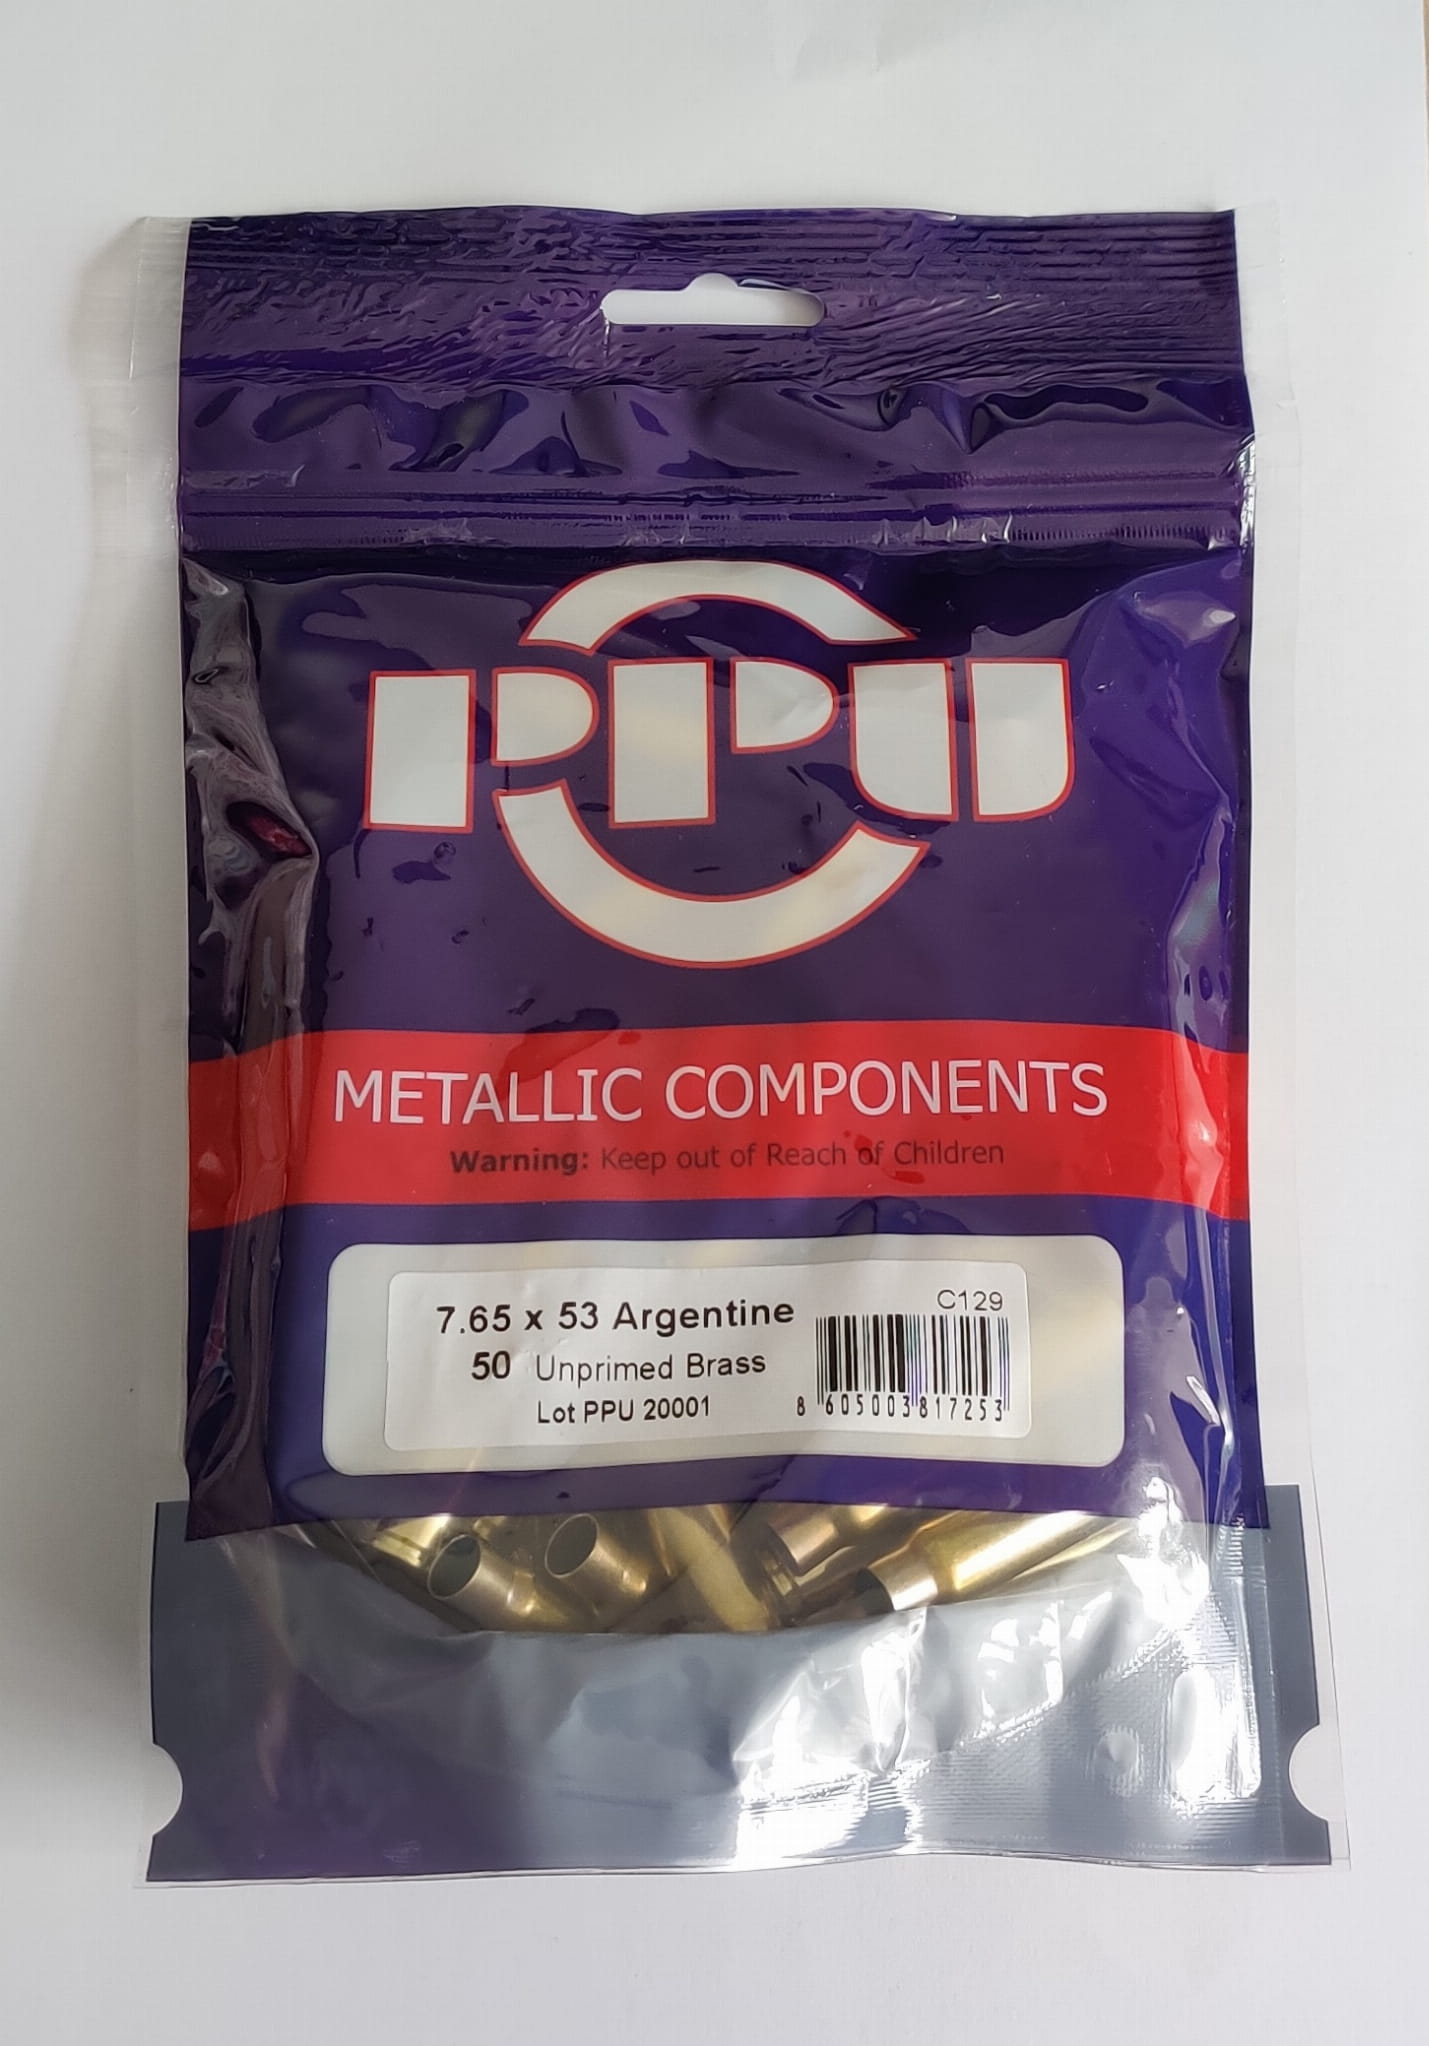 PPU
METALLIC COMPONENTS
Warning: Keep out of Reach of Children
C129
7.65 x 53 Argentine
50 Unprimed Brass
Lot PPU 20001
8 605003 817253